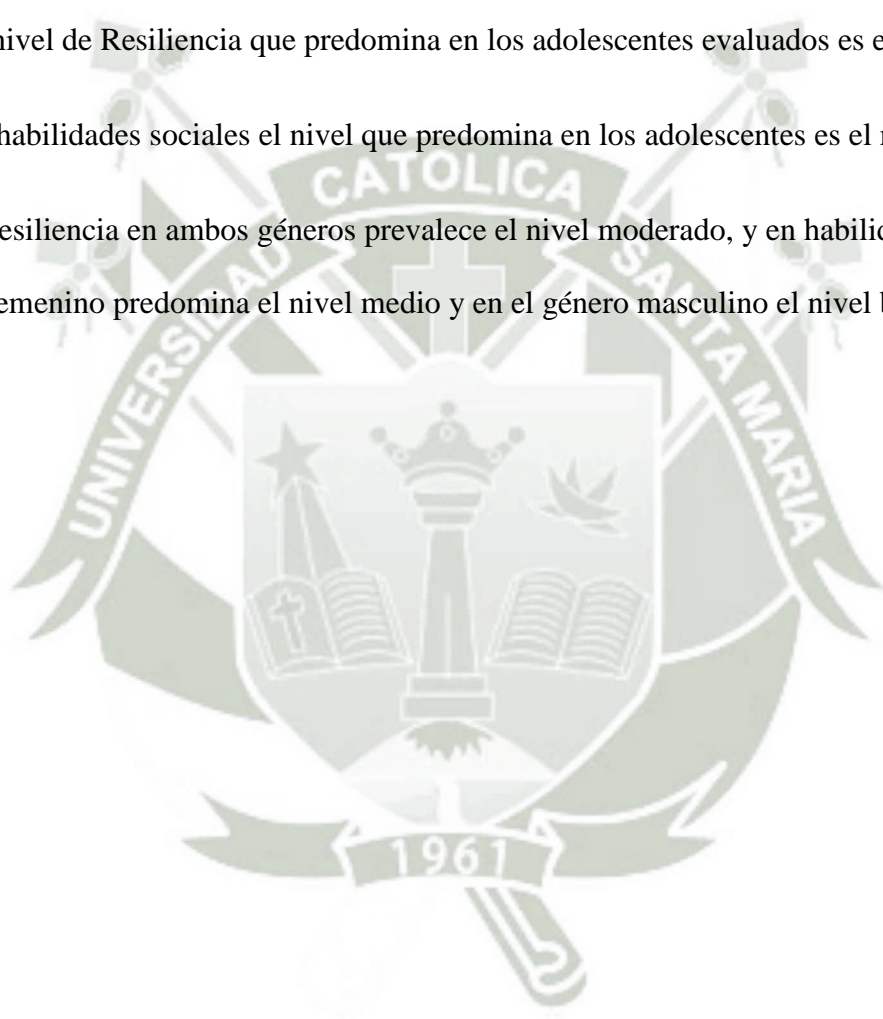 nivel de Resiliencia que predomina en los adolescentes evaluados es e
habilidades sociales el nivel que predomina en los adolescentes es el
esiliencia en ambos géneros prevalece el nivel moderado, y en habili
emenino predomina el nivel medio y en el género masculino el nivel
UNIVERSIDAD CATOLICA SANTA MARIA
1961